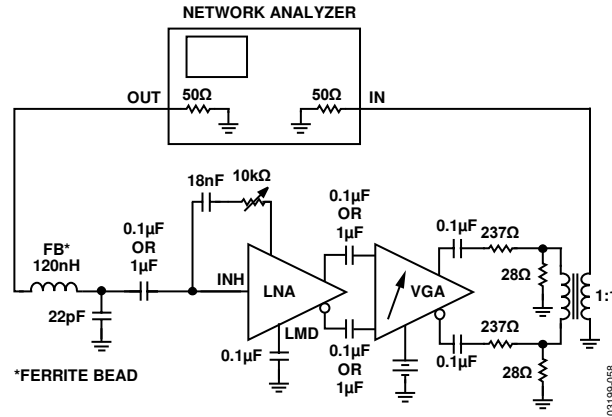 NETWORK ANALYZER
OUT
50Ω
50Ω
IN
18nF
10kΩ
0.1μF
OR
1μF
FB*
120nH
0.1μF
OR
1μF
INH
LNA
VGA
0.1μF
237Ω
28Ω
1:1
22pF
LMD
0.1μF
0.1μF
OR
1μF
237Ω
0.1μF
28Ω
*FERRITE BEAD
03199-058